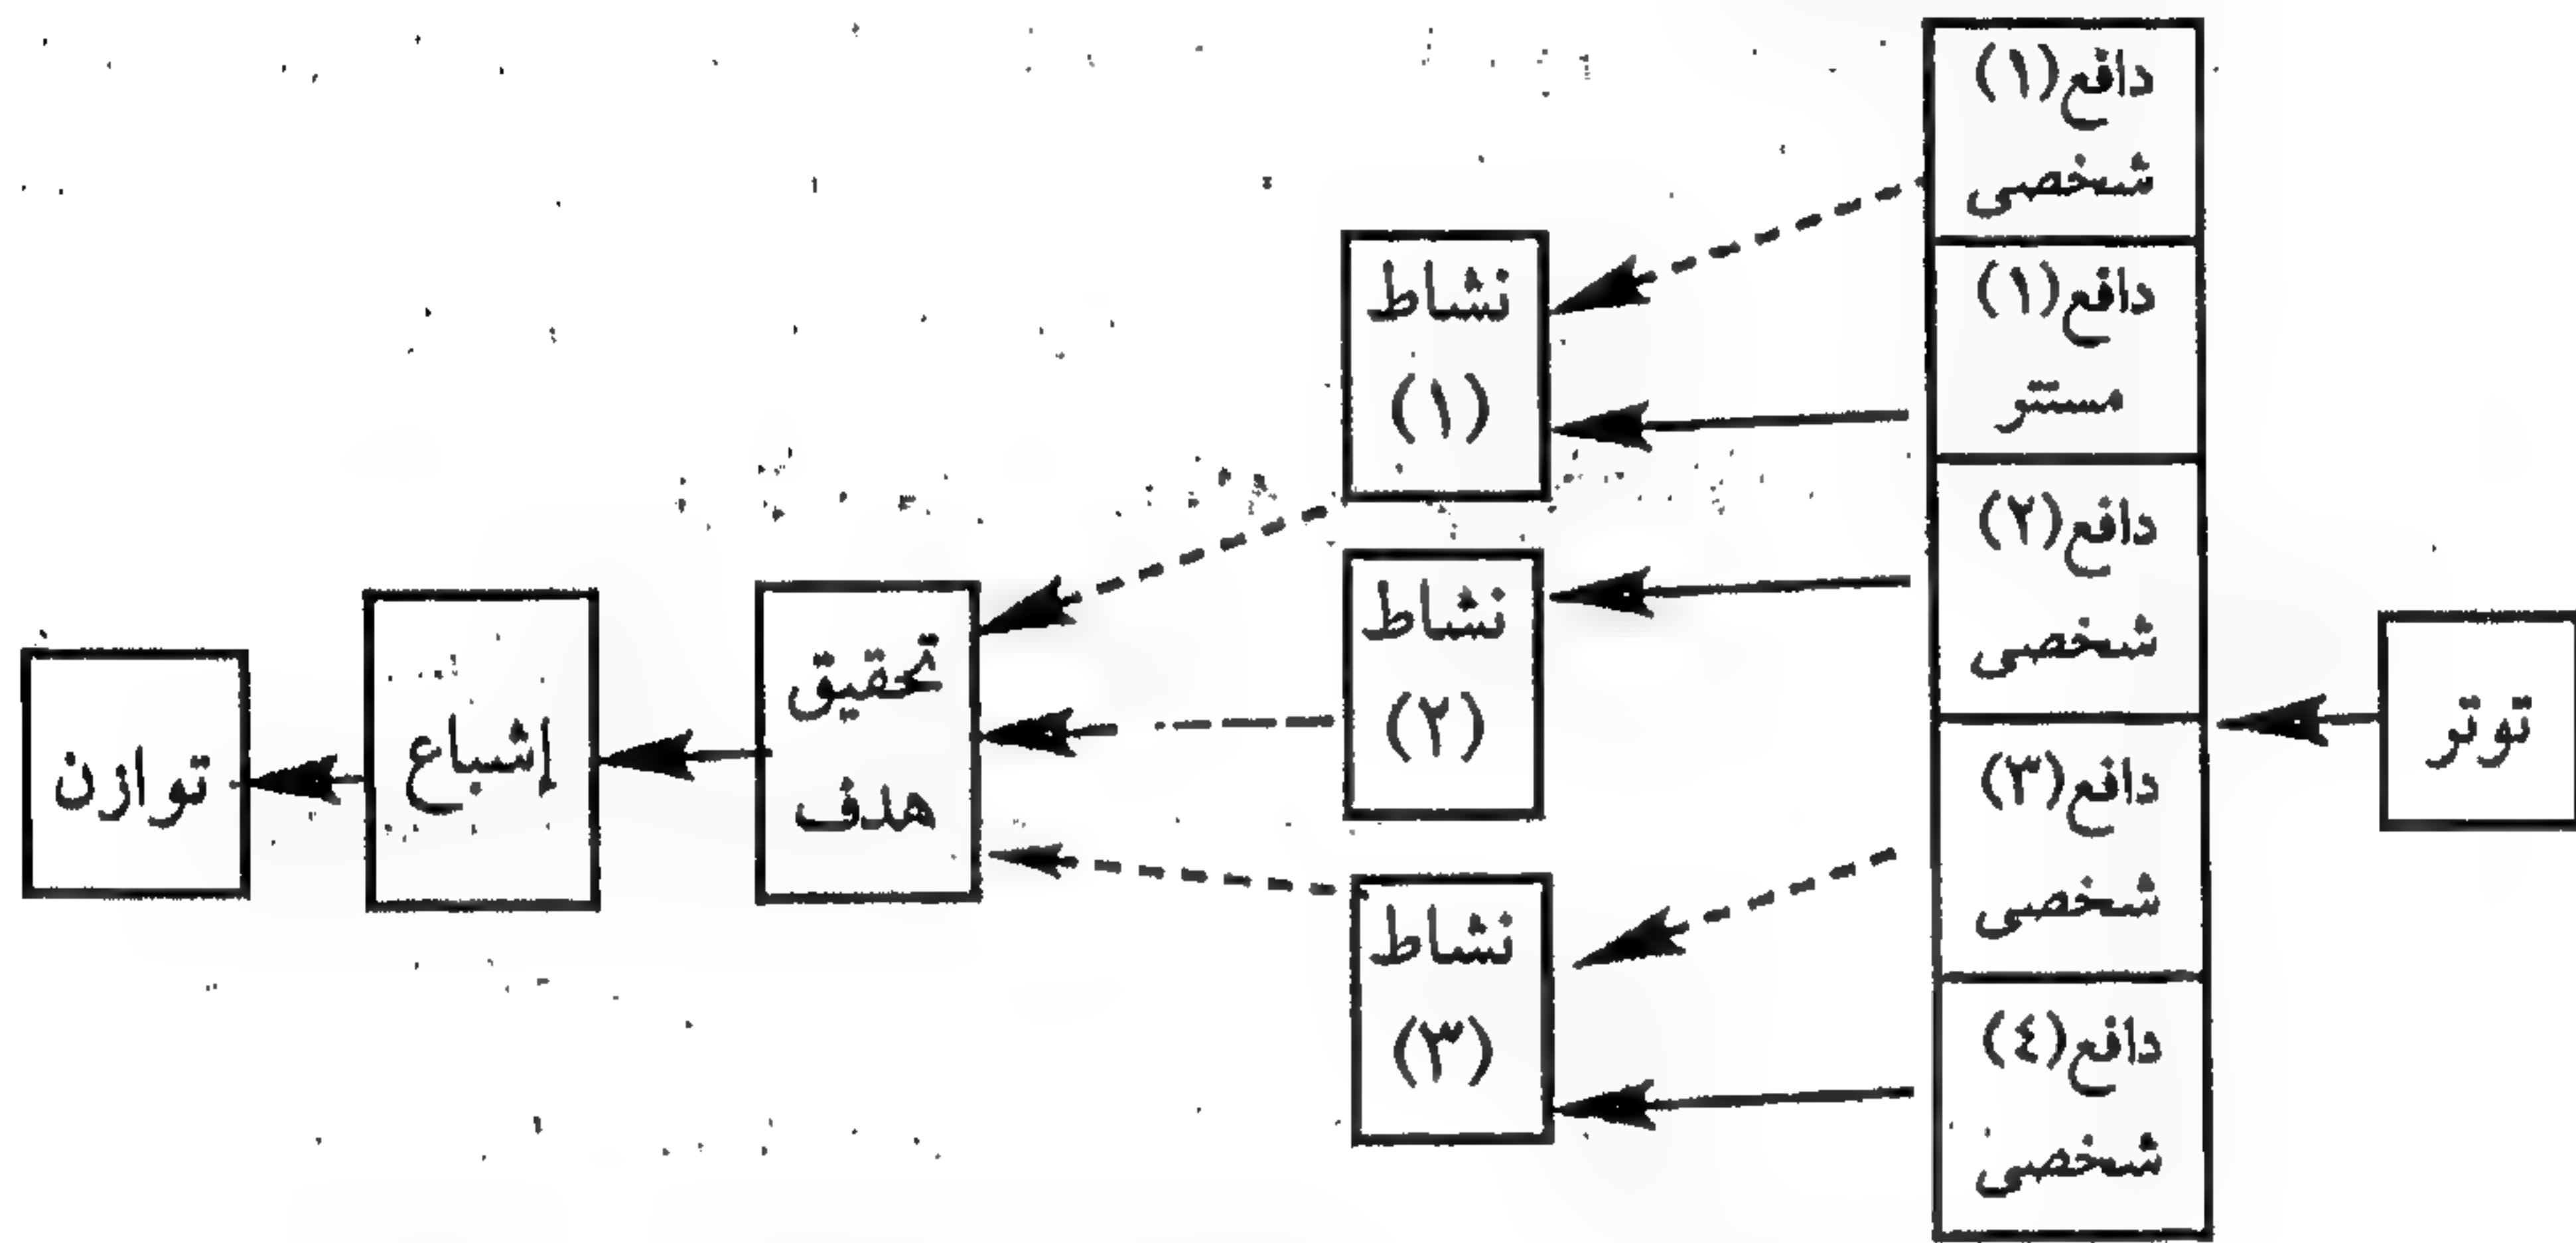 توتر
دافع (١)
شخصى
دافع (١)
مستتر
دافع (٢)
شخصى
دافع (٣)
شخصى
دافع (٤)
شخصى
نشاط
(١)
نشاط
(٢)
نشاط
(٣)
تحقيق
هدف
إشباع
توازن